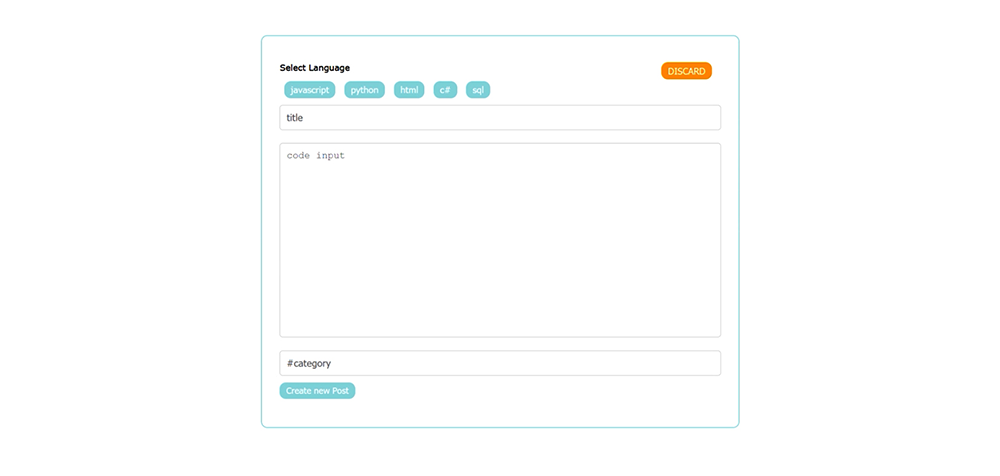 Select Language
DISCARD
javascript python html c# sql
title
code input
#category
Create new Post